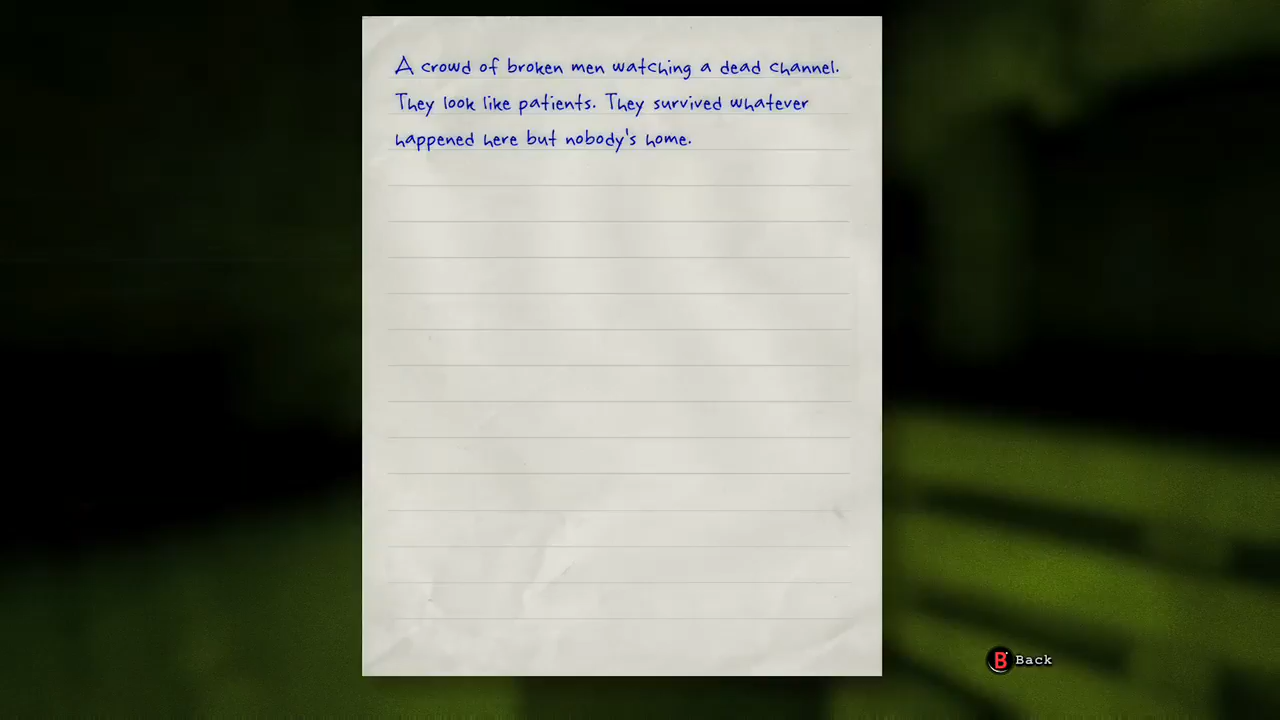 A crowd of broken men watching a dead channel.
They look like patients. They survived whatever
happened here but nobody's home.
B Back